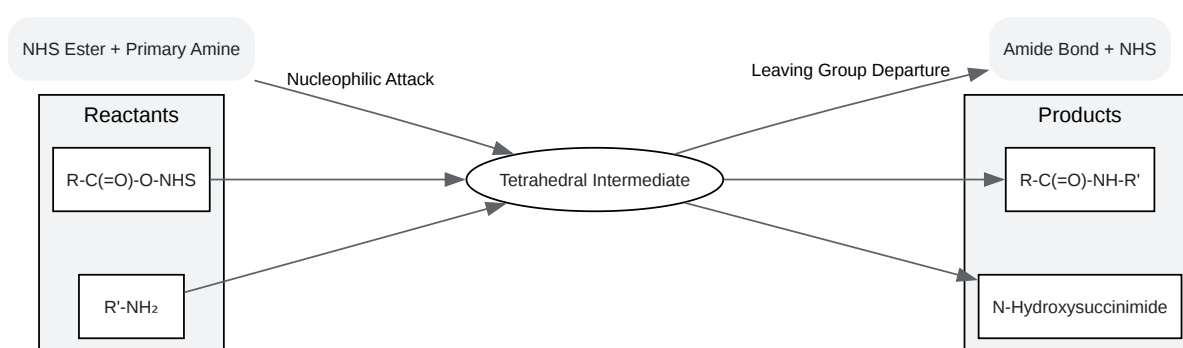 NHS Ester + Primary Amine
Amide Bond + NHS
Nucleophilic Attack
Leaving Group Departure
Reactants
Products
R-C(=O)-O-NHS
Tetrahedral Intermediate
R-C(=O)-NH-R'
R'-NH₂
N-Hydroxysuccinimide